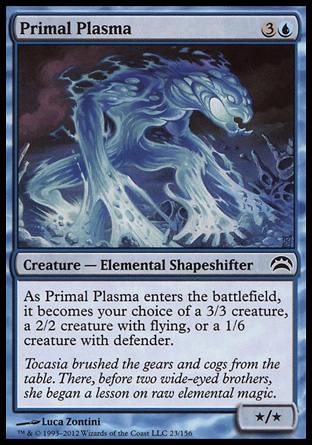 Primal Plasma 3
Creature — Elemental Shapeshifter
As Primal Plasma enters the battlefield,
it becomes your choice of a 3/3 creature,
a 2/2 creature with flying, or a 1/6
creature with defender.
Tocasia brushed the gears and cogs from the
table. There, before two wide-eyed brothers,
she began a lesson on raw elemental magic.
Luca Zontini
™ & © 1993–2012 Wizards of the Coast LLC 23/156
★/★